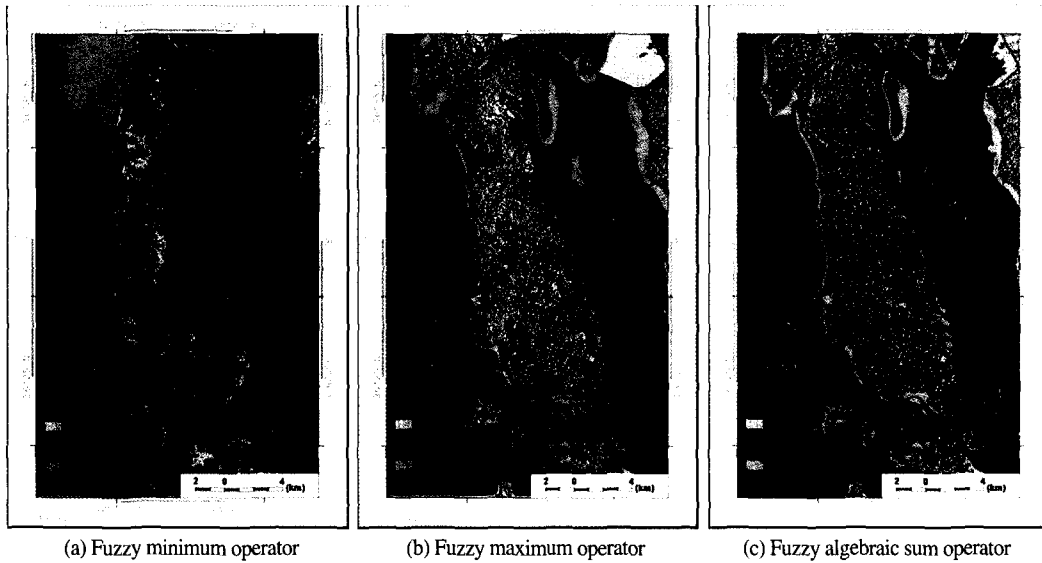 2 0 4
(km)
2 0 4
(km)
2 0 4
(km)
(a) Fuzzy minimum operator
(b) Fuzzy maximum operator
(c) Fuzzy algebraic sum operator